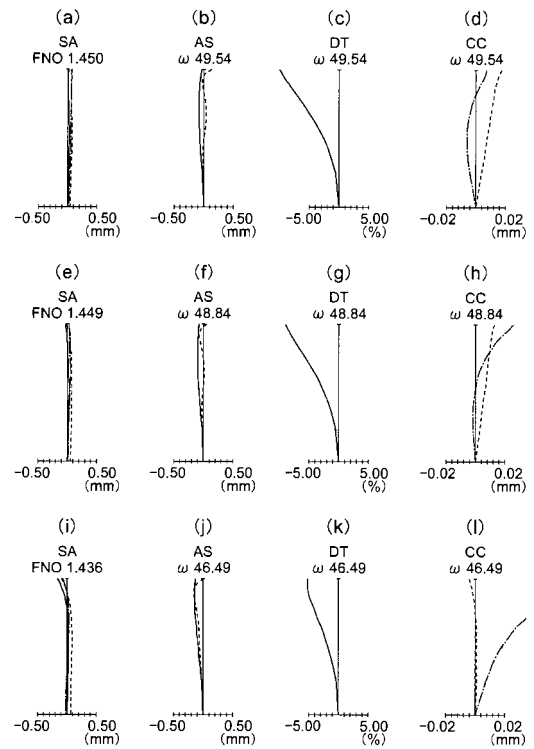 (a) (b) (c) (d)
SA AS DT CC
FNO 1.450 ω 49.54 ω 49.54 ω 49.54
−0.50 0.50 −0.50 0.50 −5.00 5.00 −0.02 0.02
(mm) (mm) (%) (mm)
(e) (f) (g) (h)
SA AS DT CC
FNO 1.449 ω 48.84 ω 48.84 ω 48.84
−0.50 0.50 −0.50 0.50 −5.00 5.00 −0.02 0.02
(mm) (mm) (%) (mm)
(i) (j) (k) (l)
SA AS DT CC
FNO 1.436 ω 46.49 ω 46.49 ω 46.49
−0.50 0.50 −0.50 0.50 −5.00 5.00 −0.02 0.02
(mm) (mm) (%) (mm)